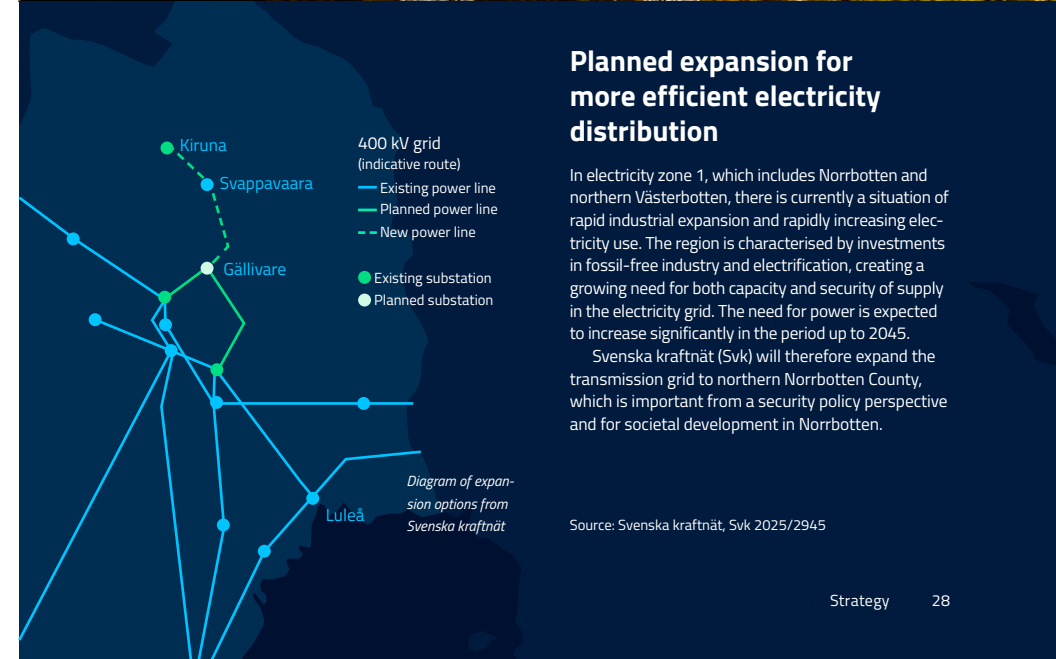 Kiruna
Svappavaara
Gällivare
Luleå
400 kV grid
(indicative route)
Existing power line
Planned power line
New power line
Existing substation
Planned substation
Diagram of expan-
sion options from
Svenska kraftnät
Planned expansion for
more efficient electricity
distribution
In electricity zone 1, which includes Norrbotten and
northern Västerbotten, there is currently a situation of
rapid industrial expansion and rapidly increasing elec-
tricity use. The region is characterised by investments
in fossil-free industry and electrification, creating a
growing need for both capacity and security of supply
in the electricity grid. The need for power is expected
to increase significantly in the period up to 2045.
Svenska kraftnät (Svk) will therefore expand the
transmission grid to northern Norrbotten County,
which is important from a security policy perspective
and for societal development in Norrbotten.
Source: Svenska kraftnät, Svk 2025/2945
Strategy 28